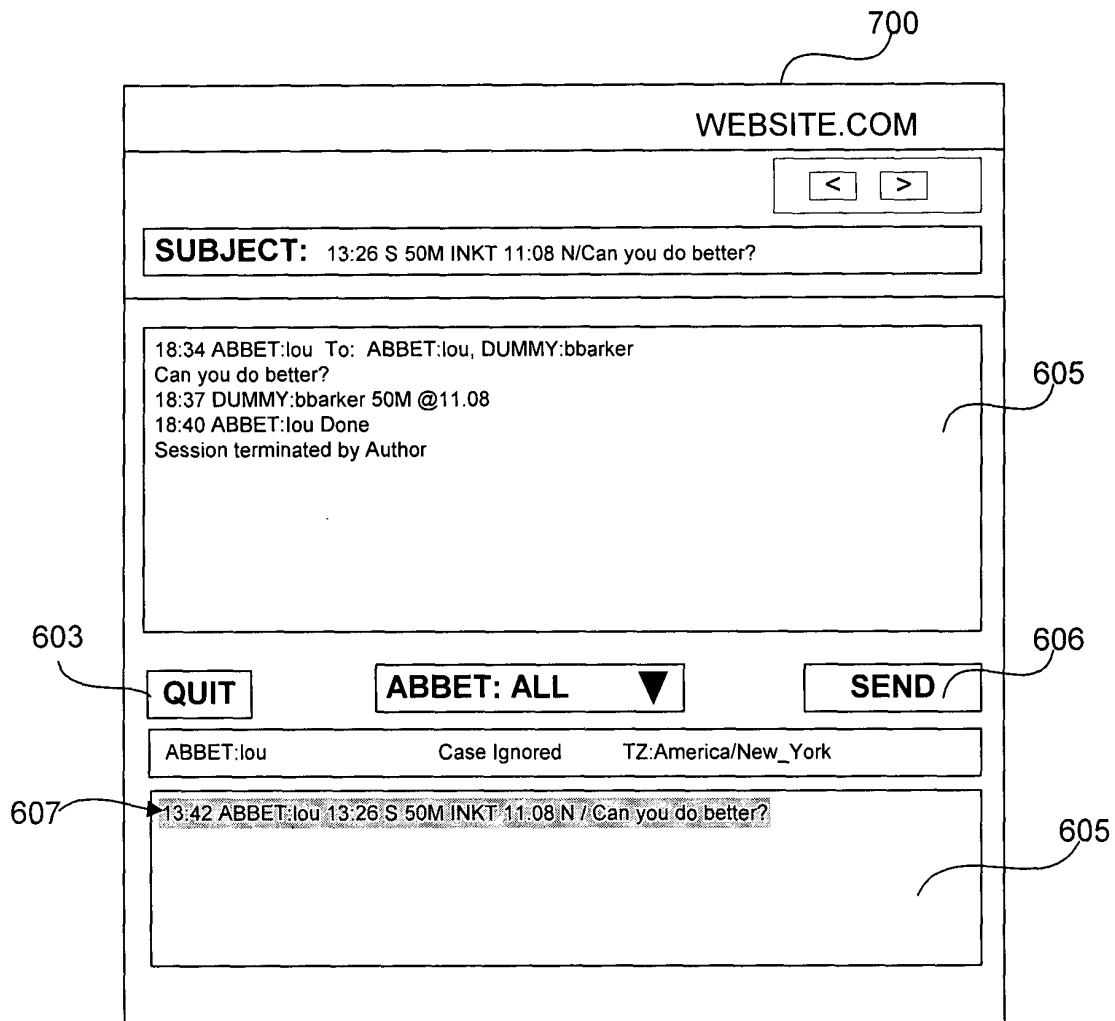 700
WEBSITE.COM
< >
SUBJECT: 13:26 S 50M INKT 11:08 N/Can you do better?
18:34 ABBET:lou To: ABBET:lou, DUMMY:bbarker
Can you do better?
18:37 DUMMY:bbarker 50M @11.08
18:40 ABBET:lou Done
Session terminated by Author
605
603
606
QUIT ABBET: ALL SEND
ABBET:lou Case Ignored TZ:America/New_York
607
13:42 ABBET:lou 13:26 S 50M INKT 11.08 N / Can you do better?
605